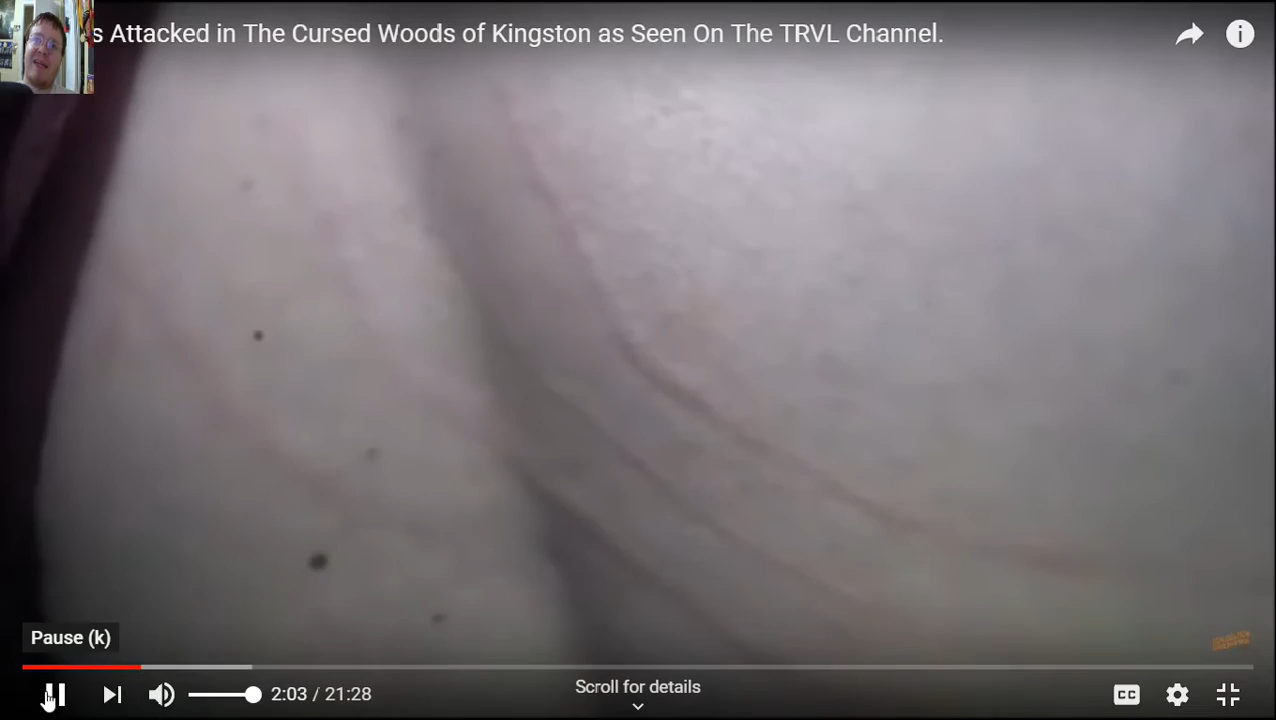 s Attacked in The Cursed Woods of Kingston as Seen On The TRVL Channel.
Pause (k)
2:03 / 21:28
Scroll for details
CC